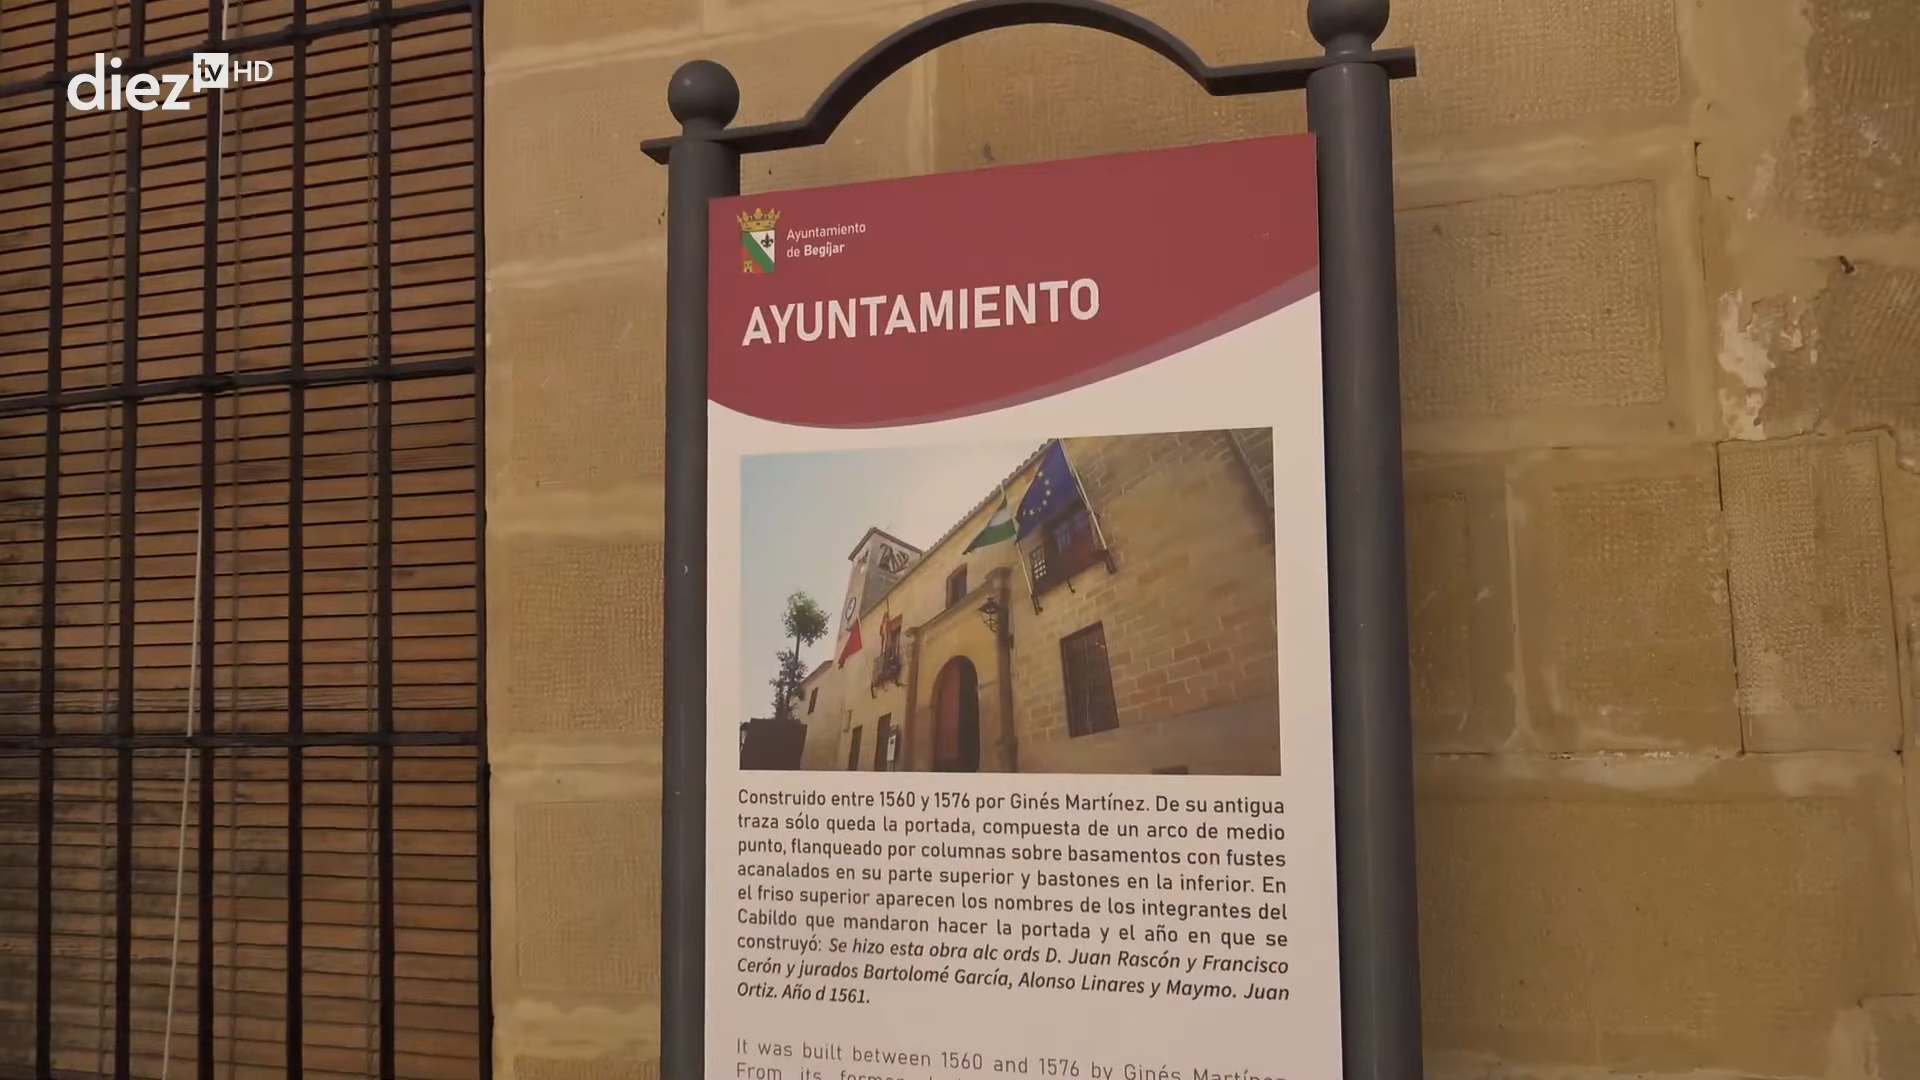 diez tv HD
Ayuntamiento
de Begíjar
AYUNTAMIENTO
Construido entre 1560 y 1576 por Ginés Martínez. De su antigua
traza sólo queda la portada, compuesta de un arco de medio
punto, flanqueado por columnas sobre basamentos con fustes
acanalados en su parte superior y bastones en la inferior. En
el friso superior aparecen los nombres de los integrantes del
Cabildo que mandaron hacer la portada y el año en que se
construyó: Se hizo esta obra alc ords D. Juan Rascón y Francisco
Cerón y jurados Bartolomé García, Alonso Linares y Maymo. Juan
Ortiz. Año d 1561.
It was built between 1560 and 1576 by Ginés Martínez
From its